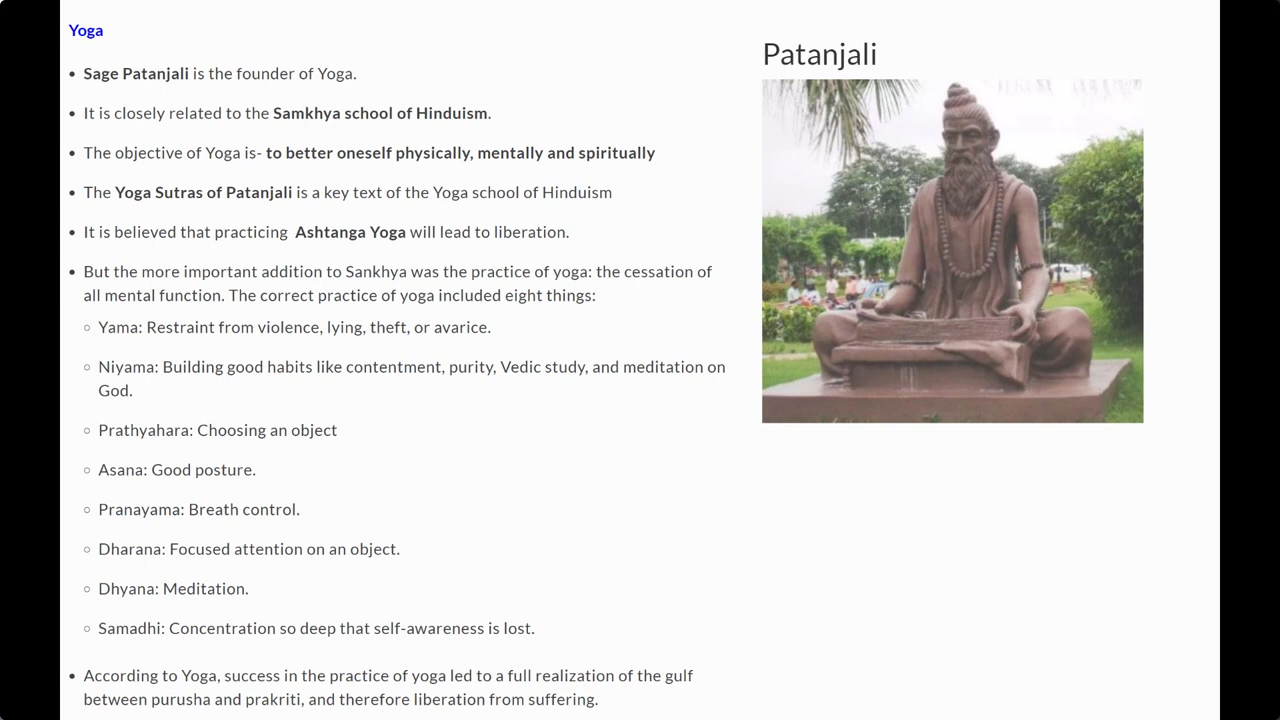 Yoga
• Sage Patanjali is the founder of Yoga.
• It is closely related to the Samkhya school of Hinduism.
• The objective of Yoga is- to better oneself physically, mentally and spiritually
• The Yoga Sutras of Patanjali is a key text of the Yoga school of Hinduism
• It is believed that practicing Ashtanga Yoga will lead to liberation.
• But the more important addition to Sankhya was the practice of yoga: the cessation of
all mental function. The correct practice of yoga included eight things:
○ Yama: Restraint from violence, lying, theft, or avarice.
○ Niyama: Building good habits like contentment, purity, Vedic study, and meditation on
God.
○ Prathyahara: Choosing an object
○ Asana: Good posture.
○ Pranayama: Breath control.
○ Dharana: Focused attention on an object.
○ Dhyana: Meditation.
○ Samadhi: Concentration so deep that self-awareness is lost.
• According to Yoga, success in the practice of yoga led to a full realization of the gulf
between purusha and prakriti, and therefore liberation from suffering.
Patanjali